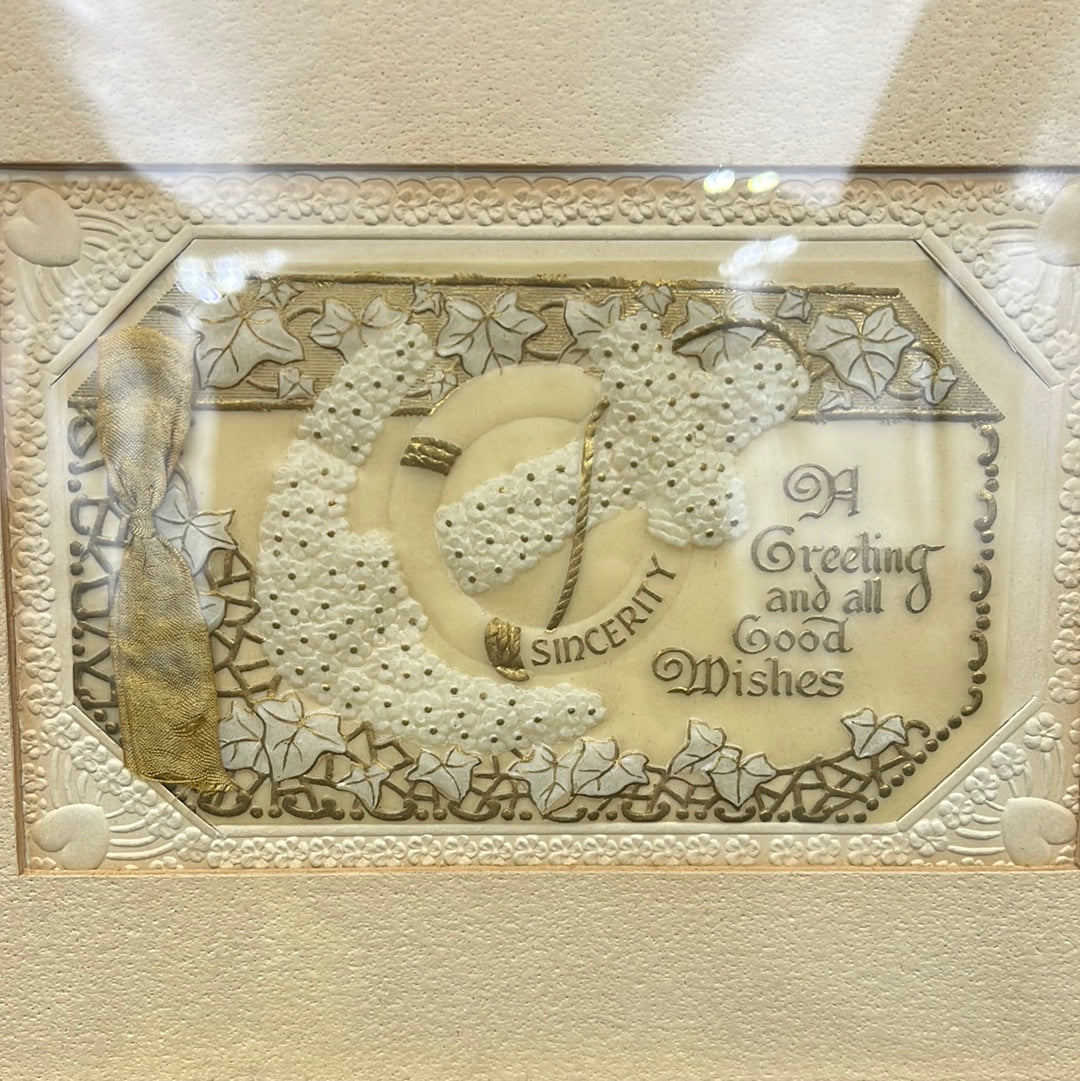 SINCERITY
A
Greeting
and all
Good
Wishes